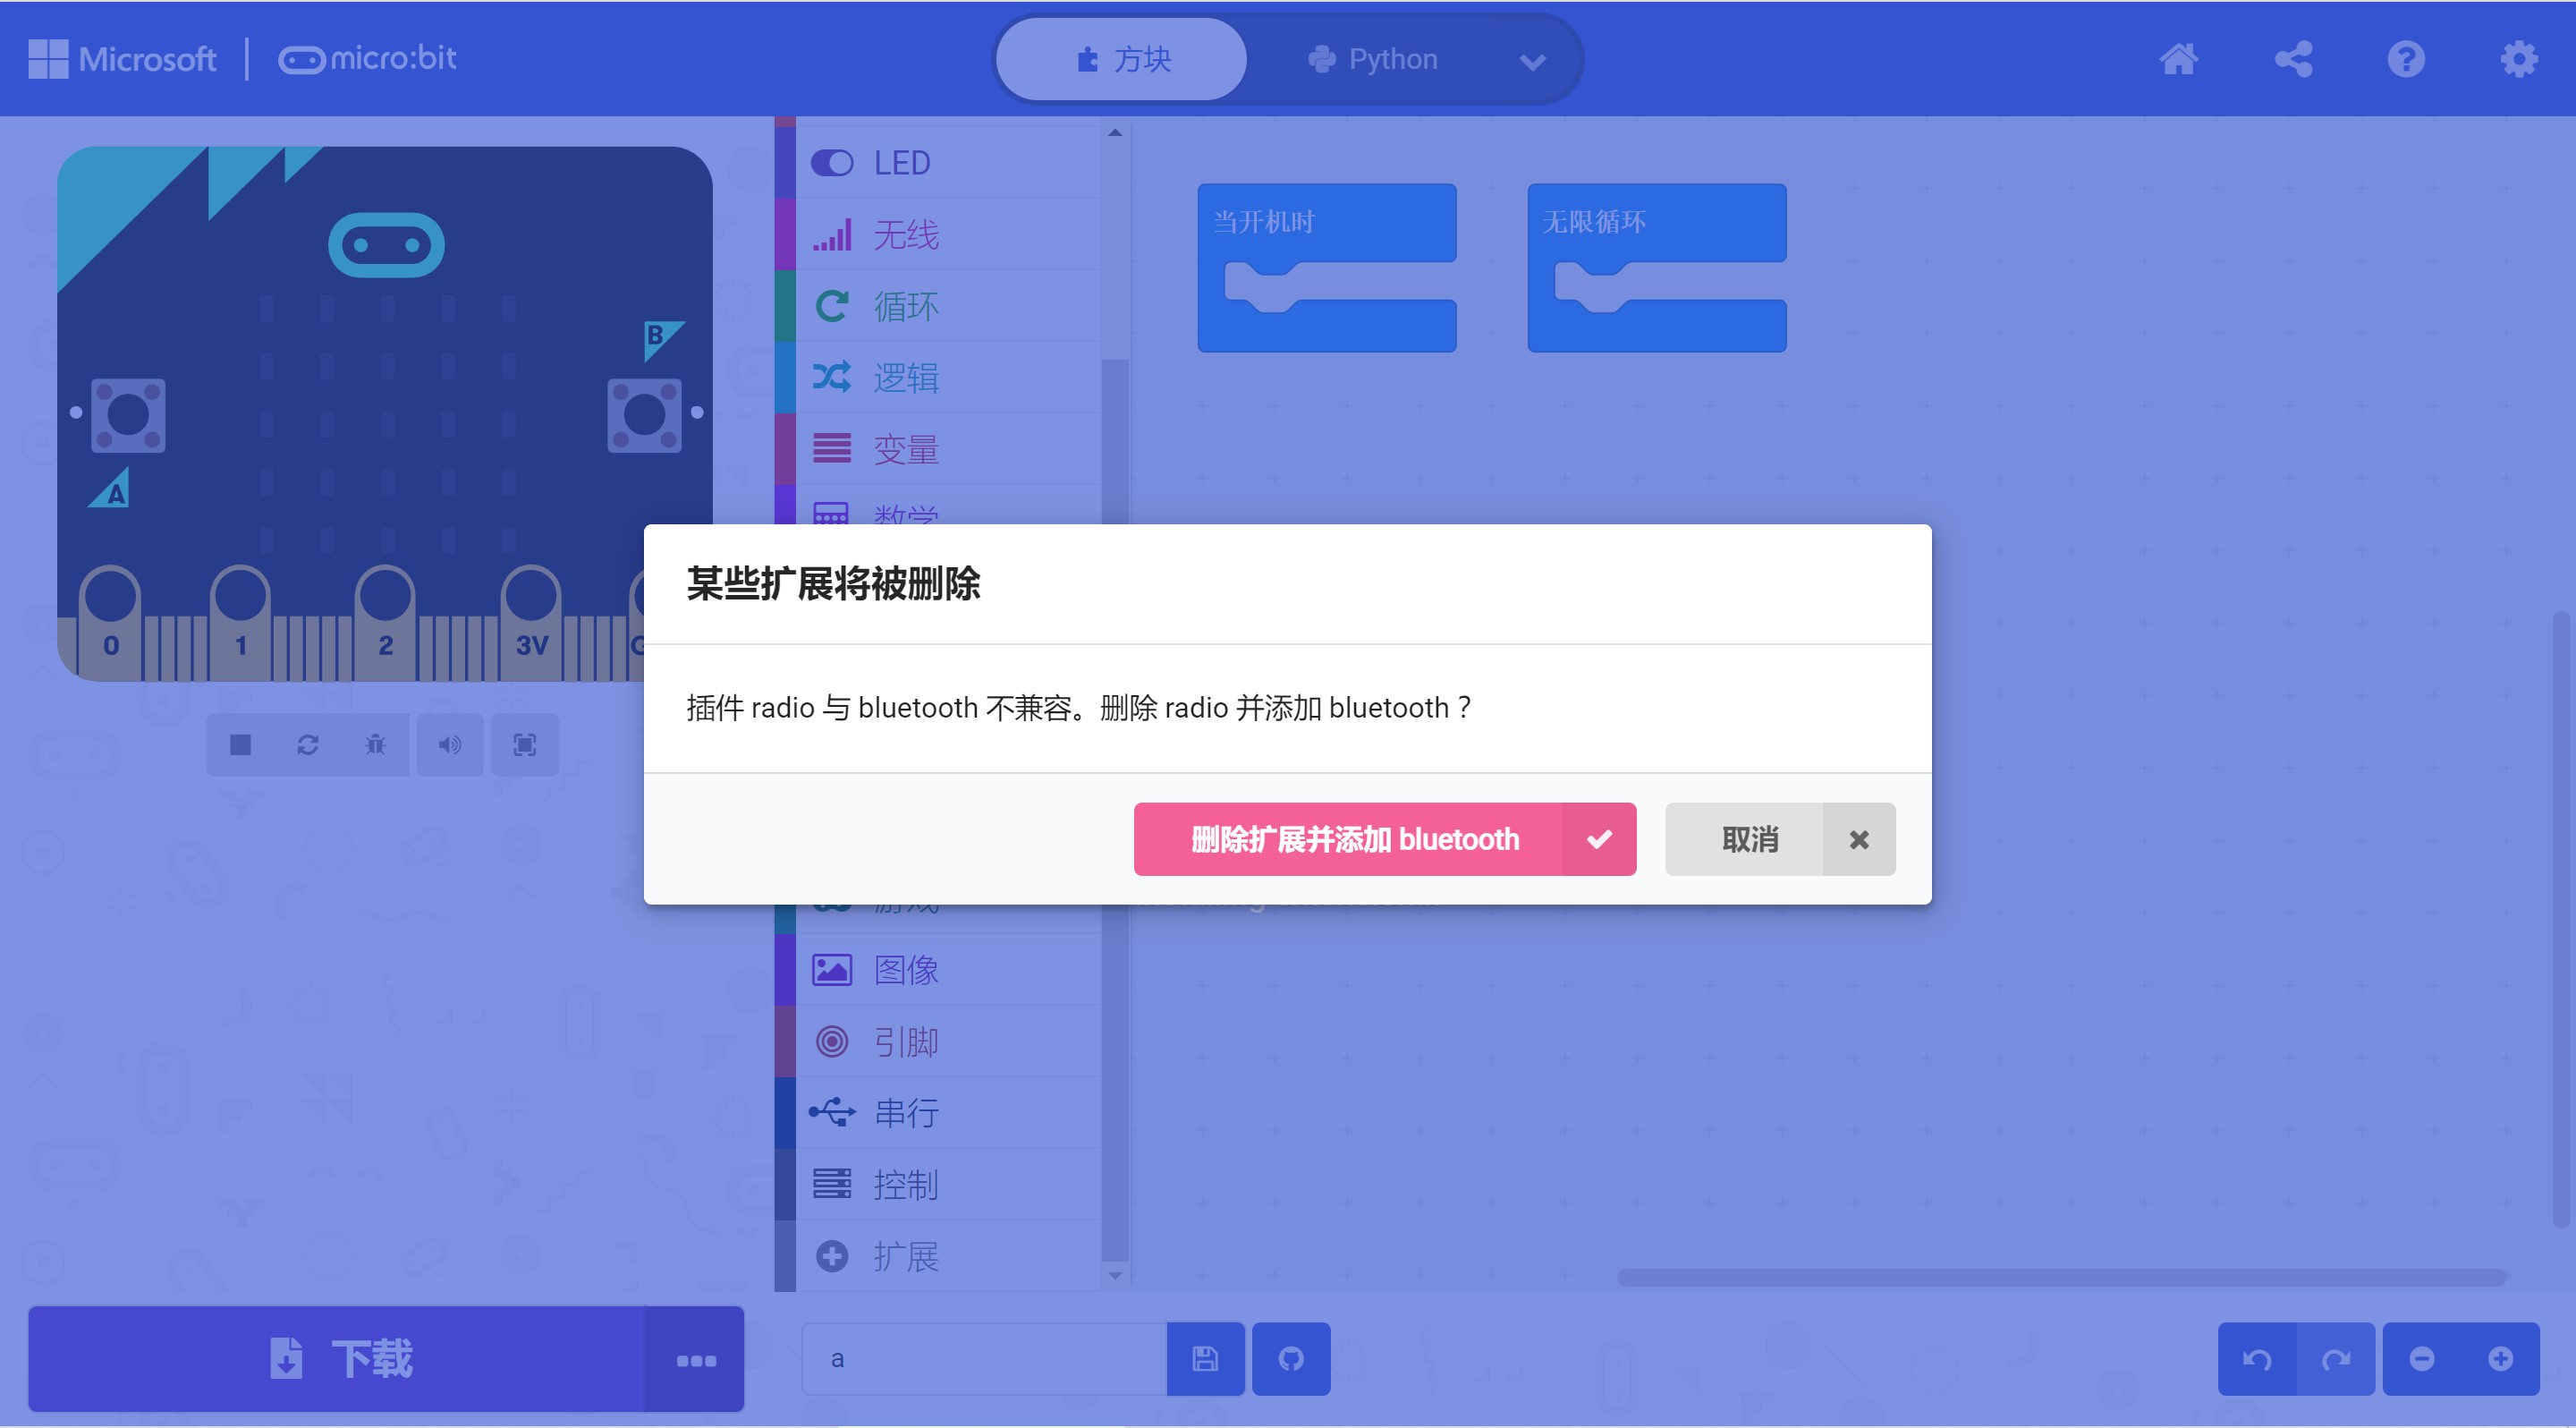 Microsoft | micro:bit
方块
Python
LED
无线
循环
逻辑
变量
数学
当开机时
无限循环
B
A
0 1 2 3V
某些扩展将被删除
插件 radio 与 bluetooth 不兼容。删除 radio 并添加 bluetooth？
删除扩展并添加 bluetooth
取消
游戏
图像
引脚
串行
控制
扩展
下载
a